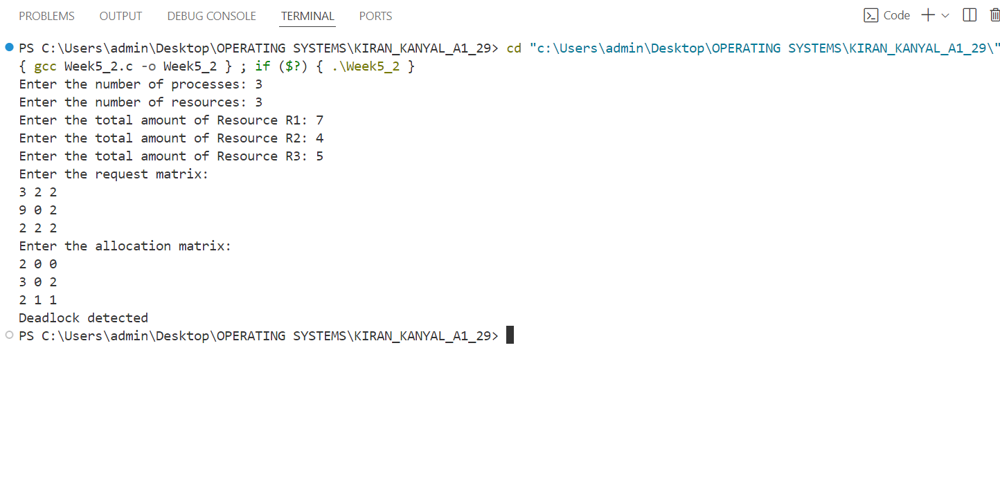 PROBLEMS OUTPUT DEBUG CONSOLE TERMINAL PORTS Code
PS C:\Users\admin\Desktop\OPERATING SYSTEMS\KIRAN_KANYAL_A1_29> cd "c:\Users\admin\Desktop\OPERATING SYSTEMS\KIRAN_KANYAL_A1_29\"
{ gcc Week5_2.c -o Week5_2 } ; if ($?) { .\Week5_2 }
Enter the number of processes: 3
Enter the number of resources: 3
Enter the total amount of Resource R1: 7
Enter the total amount of Resource R2: 4
Enter the total amount of Resource R3: 5
Enter the request matrix:
3 2 2
9 0 2
2 2 2
Enter the allocation matrix:
2 0 0
3 0 2
2 1 1
Deadlock detected
PS C:\Users\admin\Desktop\OPERATING SYSTEMS\KIRAN_KANYAL_A1_29>